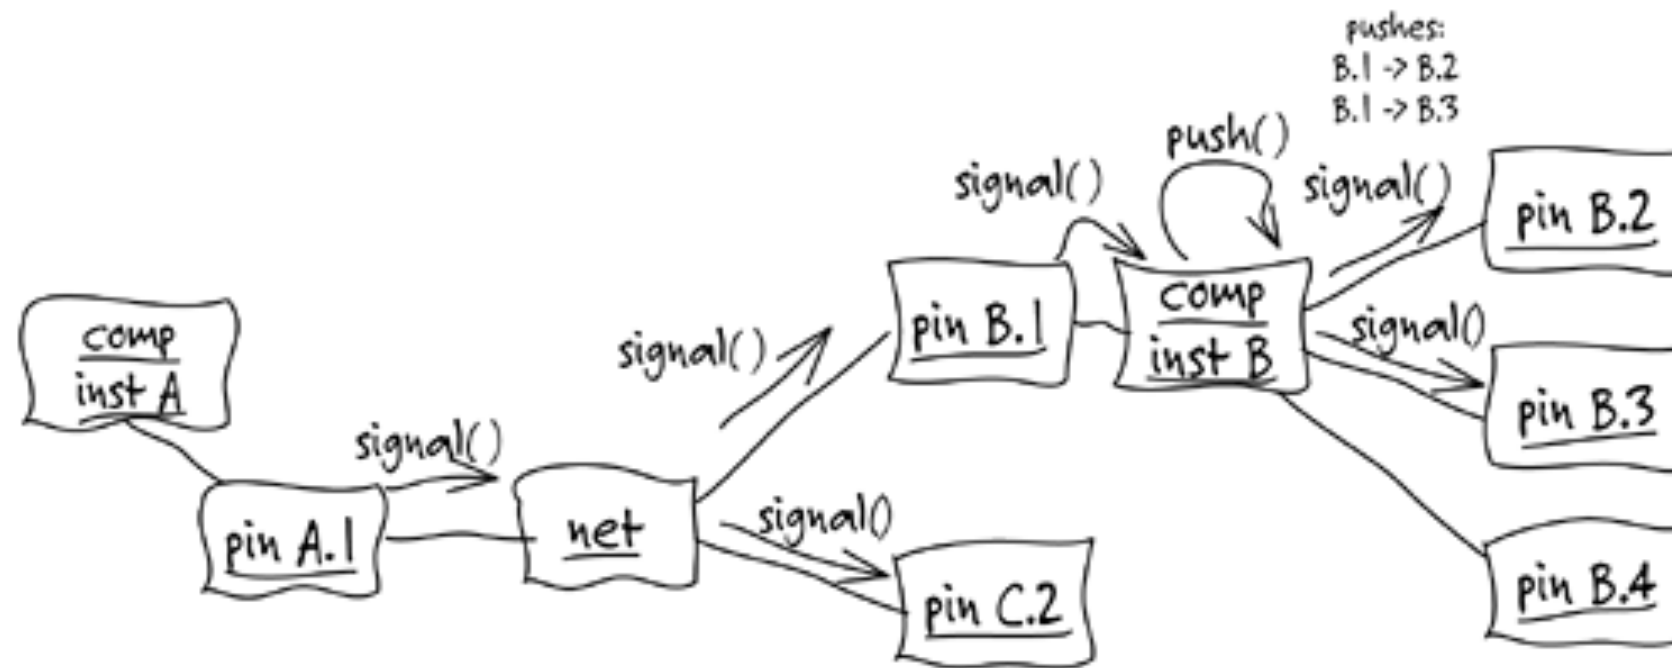 pushes:
B.1 -> B.2
B.1 -> B.3
push()
signal()
signal()
pin B.2
comp
inst B
pin B.1
signal()
pin B.3
comp
inst A
signal()
signal()
pin A.1
net
signal()
pin C.2
pin B.4